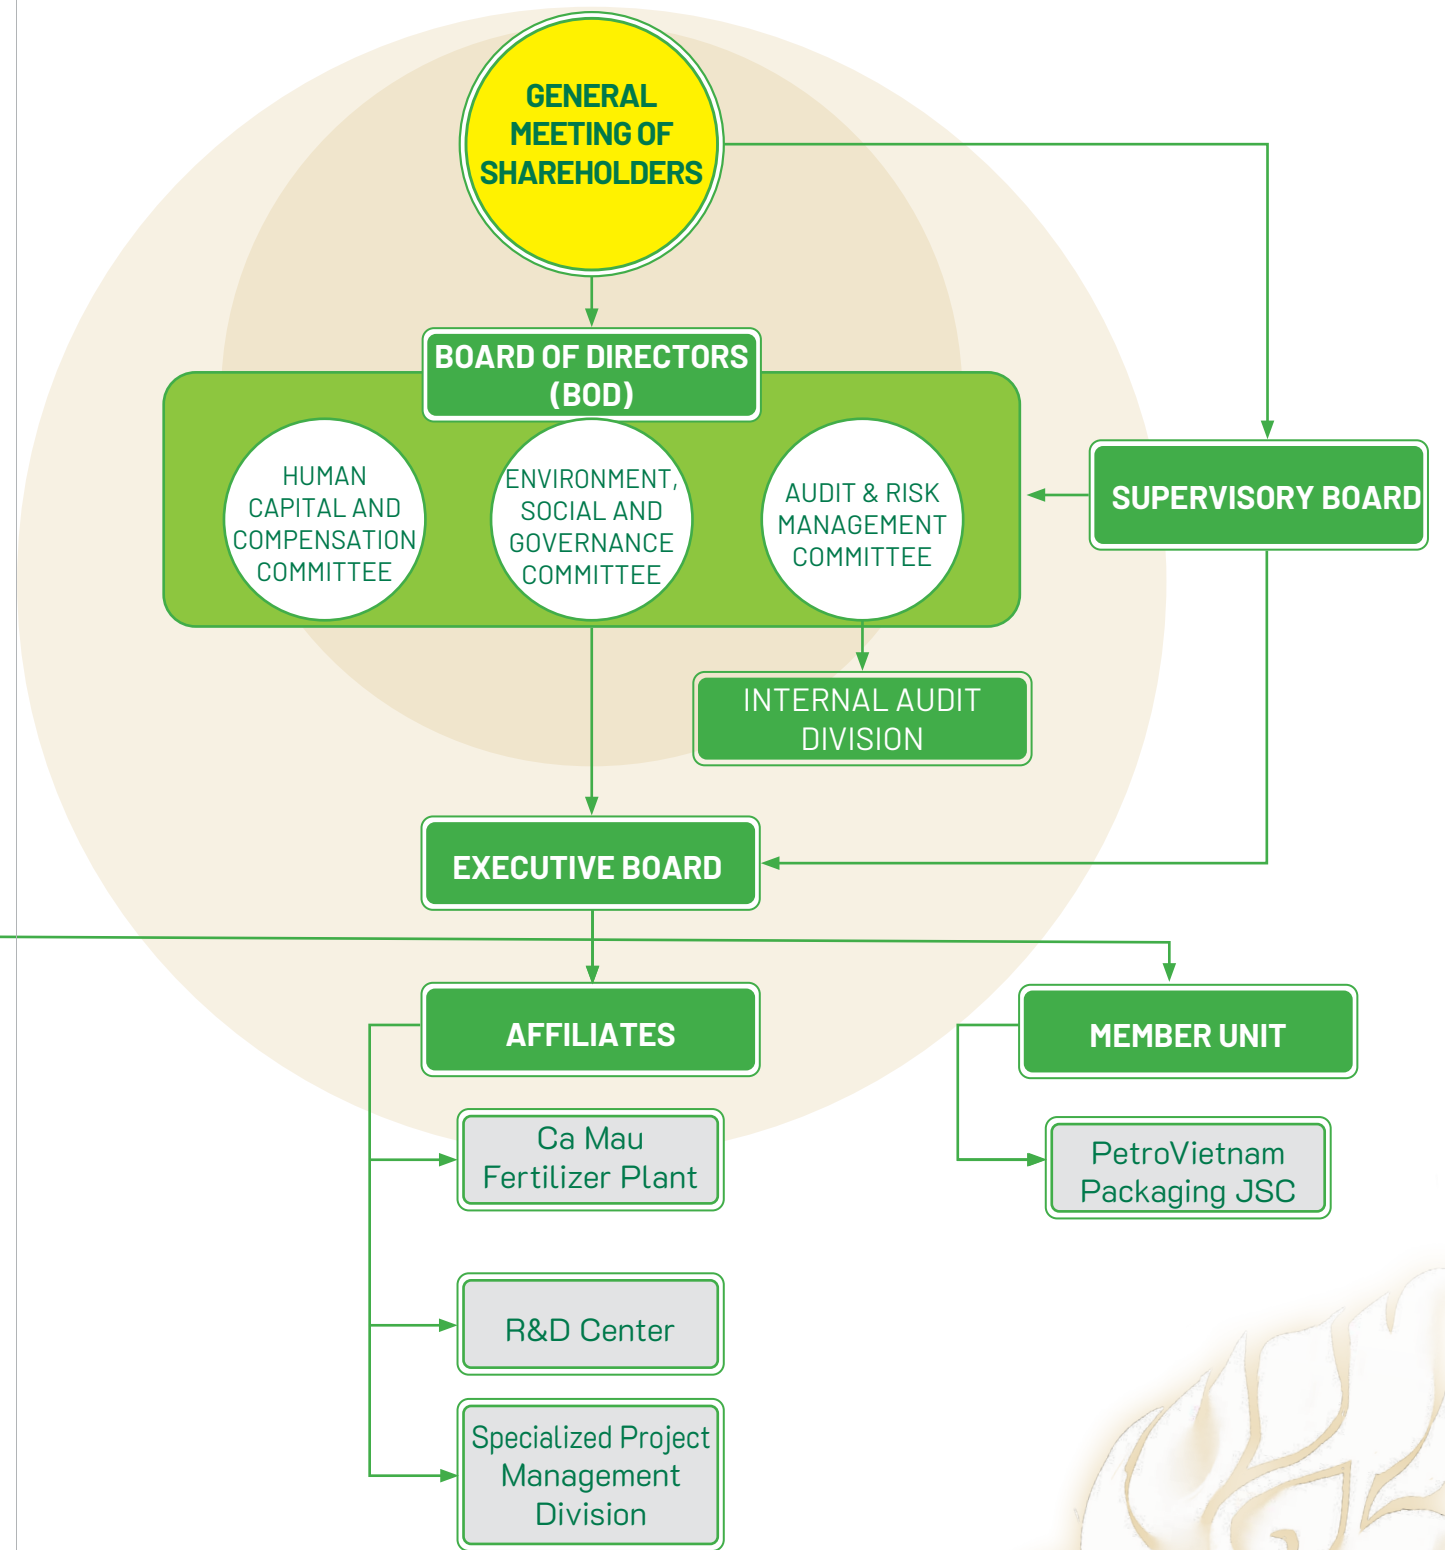 GENERAL
MEETING OF
SHAREHOLDERS
BOARD OF DIRECTORS
(BOD)
HUMAN
CAPITAL AND
COMPENSATION
COMMITTEE
ENVIRONMENT,
SOCIAL AND
GOVERNANCE
COMMITTEE
AUDIT & RISK
MANAGEMENT
COMMITTEE
SUPERVISORY BOARD
INTERNAL AUDIT
DIVISION
EXECUTIVE BOARD
AFFILIATES
MEMBER UNIT
Ca Mau
Fertilizer Plant
PetroVietnam
Packaging JSC
R&D Center
Specialized Project
Management
Division